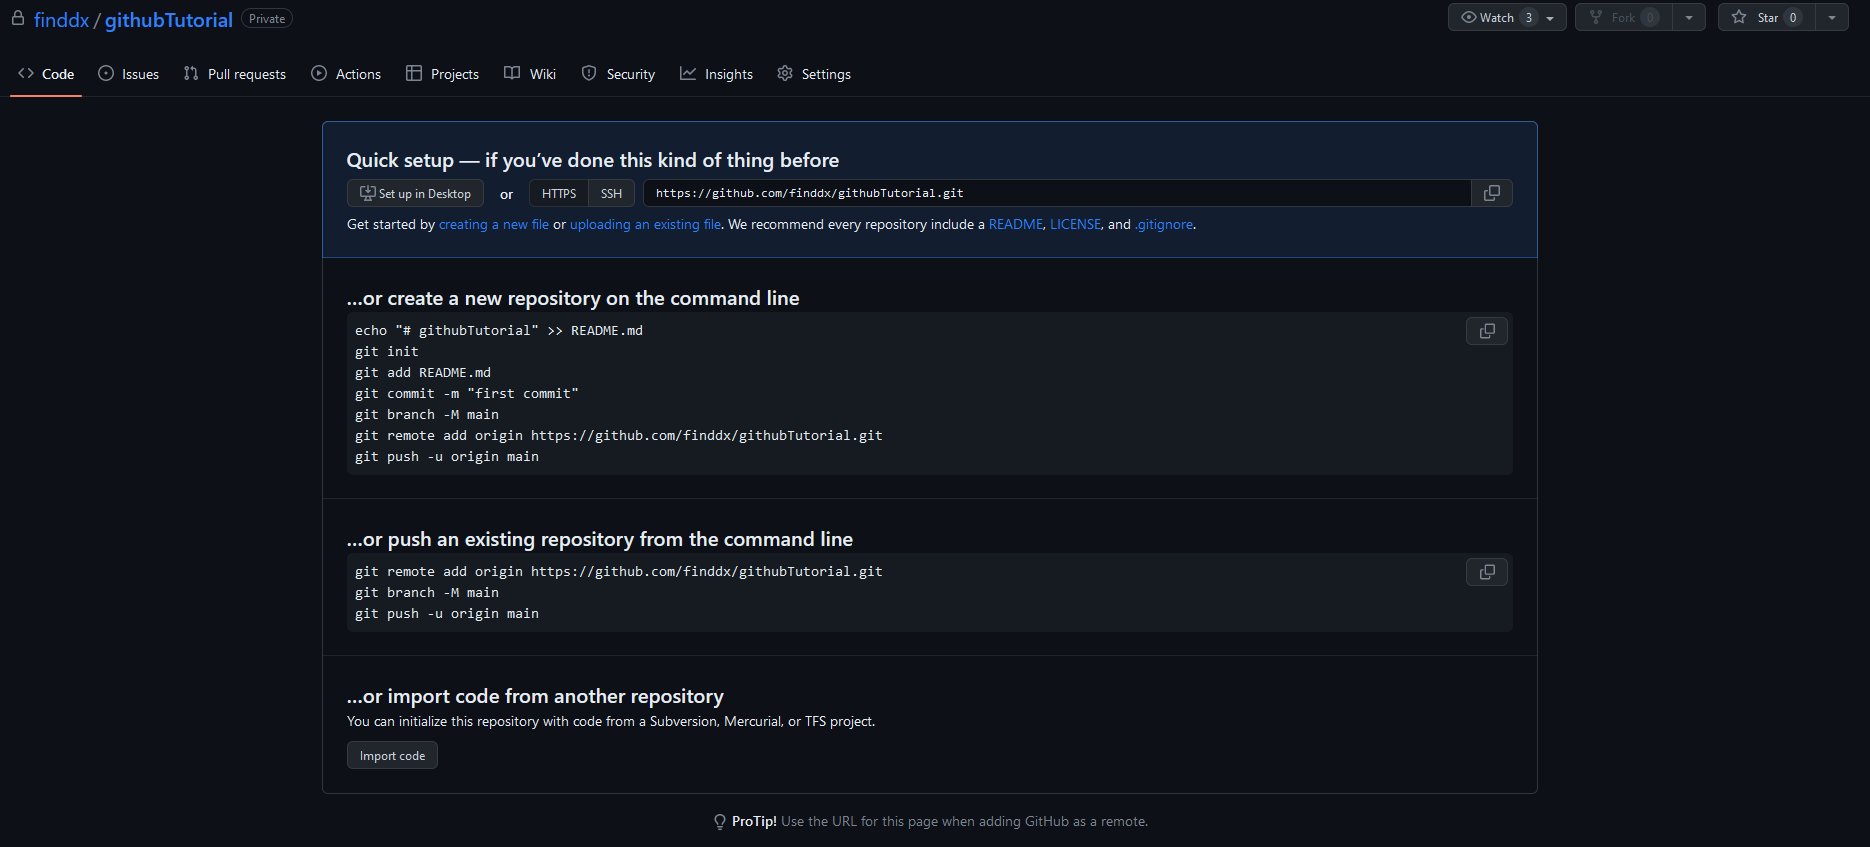 finddx / githubTutorial Private
Watch 3 Fork 0 Star 0
Code Issues Pull requests Actions Projects Wiki Security Insights Settings
Quick setup — if you’ve done this kind of thing before
Set up in Desktop or HTTPS SSH https://github.com/finddx/githubTutorial.git
Get started by creating a new file or uploading an existing file. We recommend every repository include a README, LICENSE, and .gitignore.
…or create a new repository on the command line
echo "# githubTutorial" >> README.md
git init
git add README.md
git commit -m "first commit"
git branch -M main
git remote add origin https://github.com/finddx/githubTutorial.git
git push -u origin main
…or push an existing repository from the command line
git remote add origin https://github.com/finddx/githubTutorial.git
git branch -M main
git push -u origin main
…or import code from another repository
You can initialize this repository with code from a Subversion, Mercurial, or TFS project.
Import code
ProTip! Use the URL for this page when adding GitHub as a remote.